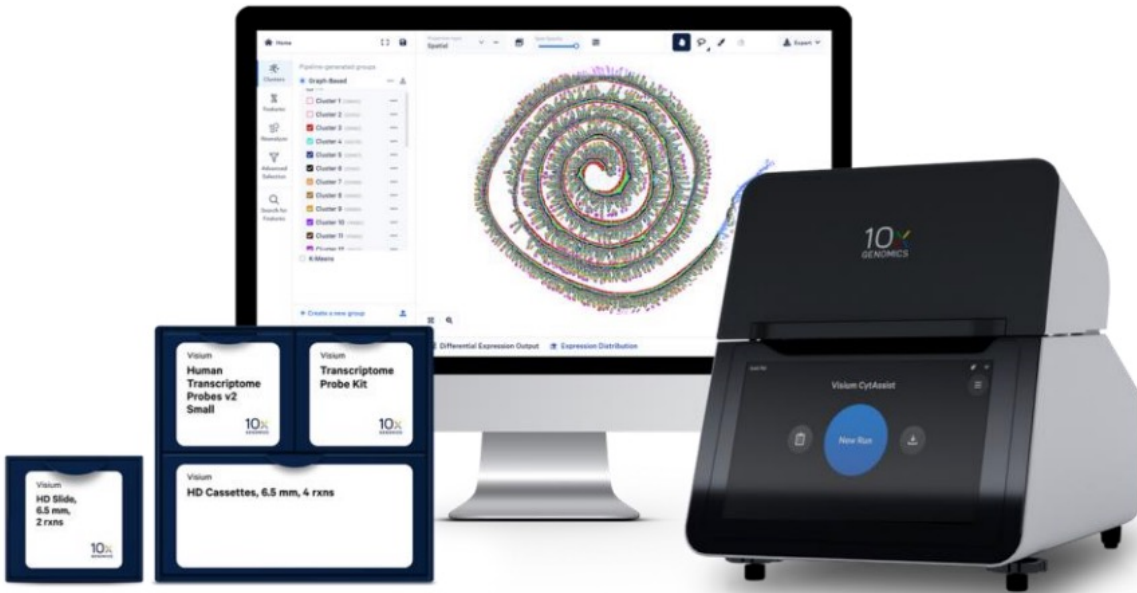 Home
Spatial
Export
Clusters
Features
Advanced
Selection
Search for
Features
Pipeline-generated groups
Graph-Based
Cluster 1
Cluster 2
Cluster 3
Cluster 4
Cluster 5
Cluster 6
Cluster 7
Cluster 8
Cluster 9
Cluster 10
Cluster 11
K-Means
+ Create a new group
Differential Expression Output
Expression Distribution
10x
GENOMICS
Visium CytAssist
New Run
Visium
Human
Transcriptome
Probes v2
Small
10x
GENOMICS
Visium
Transcriptome
Probe Kit
10x
GENOMICS
Visium
HD Cassettes, 6.5 mm, 4 rxns
Visium
HD Slide,
6.5 mm,
2 rxns
10x
GENOMICS